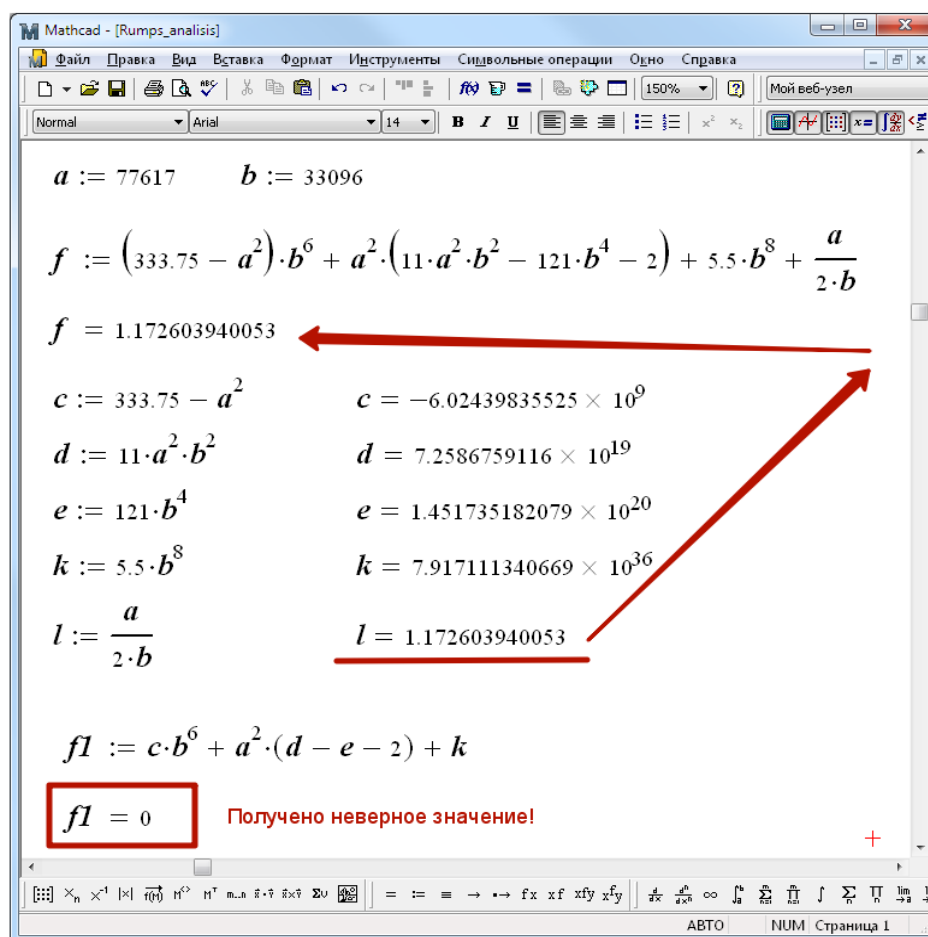 Mathcad - [Rumps_analisis]
Файл Правка Вид Вставка Формат Инструменты Символьные операции Окно Справка
150% Мой веб-узел
Normal Arial 14 B I U
a := 77617 b := 33096
f := (333.75 − a²)·b⁶ + a²·(11·a²·b² − 121·b⁴ − 2) + 5.5·b⁸ + a/(2·b)
f = 1.172603940053
c := 333.75 − a² c = −6.02439835525 × 10⁹
d := 11·a²·b² d = 7.2586759116 × 10¹⁹
e := 121·b⁴ e = 1.451735182079 × 10²⁰
k := 5.5·b⁸ k = 7.917111340669 × 10³⁶
l := a/(2·b) l = 1.172603940053
f1 := c·b⁶ + a²·(d − e − 2) + k
f1 = 0 Получено неверное значение!
= := ≡ → •→ fx xf xfy xᶠy
АВТО NUM Страница 1